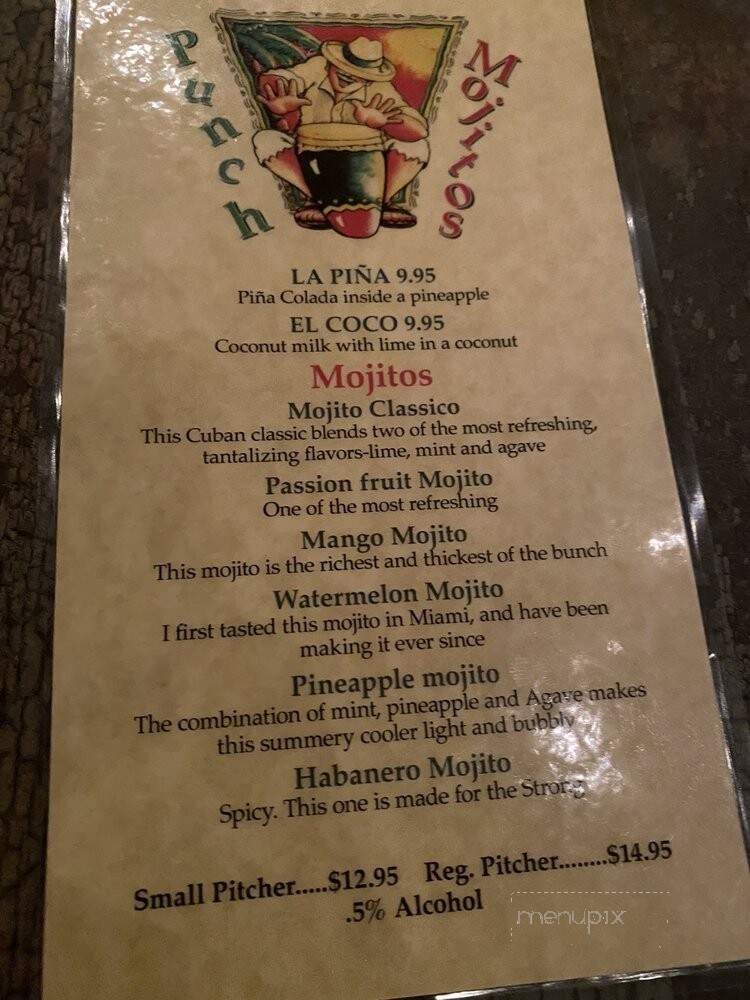 Punch
Mojitos
LA PIÑA 9.95
Piña Colada inside a pineapple
EL COCO 9.95
Coconut milk with lime in a coconut
Mojitos
Mojito Classico
This Cuban classic blends two of the most refreshing,
tantalizing flavors-lime, mint and agave
Passion fruit Mojito
One of the most refreshing
Mango Mojito
This mojito is the richest and thickest of the bunch
Watermelon Mojito
I first tasted this mojito in Miami, and have been
making it ever since
Pineapple mojito
The combination of mint, pineapple and Agave makes
this summery cooler light and bubbly
Habanero Mojito
Spicy. This one is made for the Strong
Small Pitcher.....$12.95 Reg. Pitcher........$14.95
.5% Alcohol
menupix